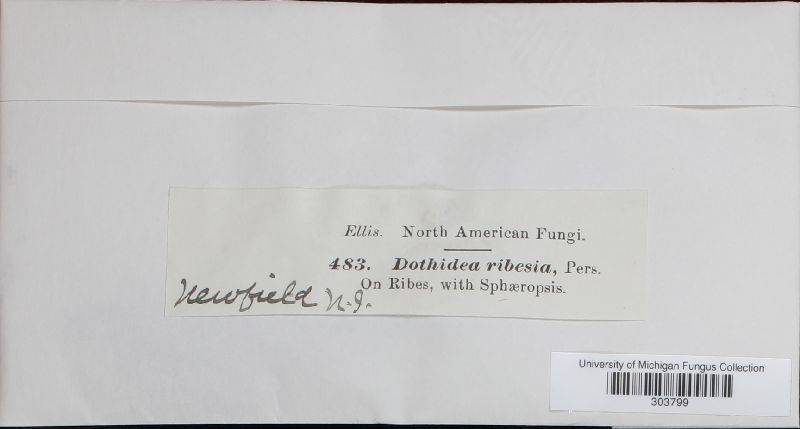 Ellis. North American Fungi.
483. Dothidea ribesia, Pers.
On Ribes, with Sphæropsis.
Newfield N.J.
University of Michigan Fungus Collection
303799